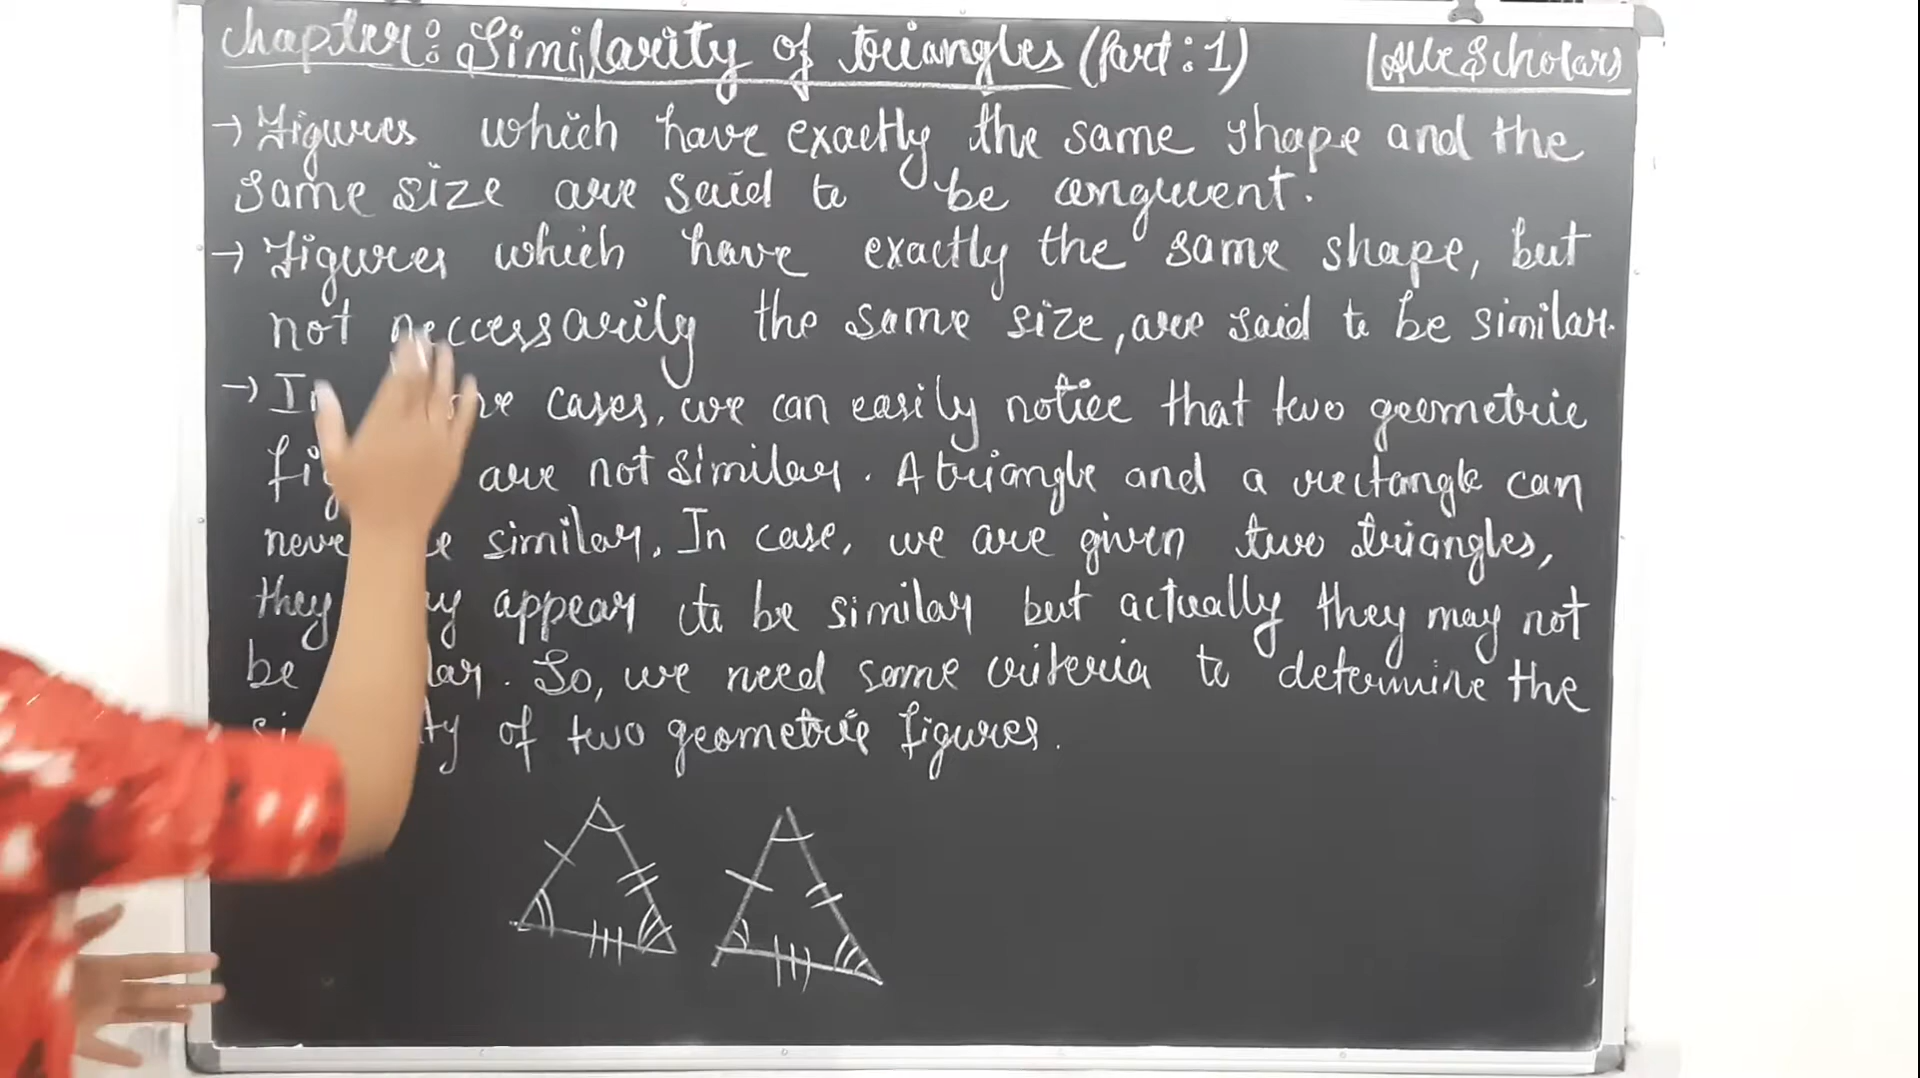 Chapter: Similarity of triangles (Part: 1)
→ Figures which have exactly the same shape and the
same size are said to be congruent.
→ Figures which have exactly the same shape, but
not neccessarily the same size, are said to be similar.
→ cases, we can easily notice that two geometric
are not similar. A triangle and a rectangle can
similar. In case, we are given two triangles,
they appear to be similar but actually they may not
be So, we need some criteria to determine the
of two geometric figures.